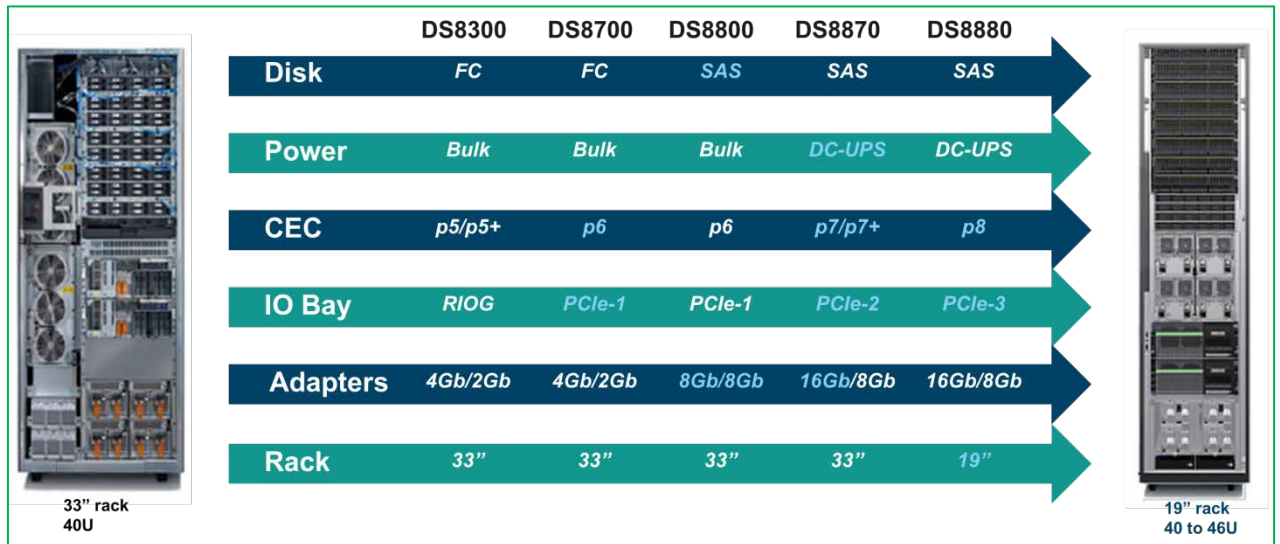 DS8300 DS8700 DS8800 DS8870 DS8880
Disk FC FC SAS SAS SAS
Power Bulk Bulk Bulk DC-UPS DC-UPS
CEC p5/p5+ p6 p6 p7/p7+ p8
IO Bay RIOG PCIe-1 PCIe-1 PCIe-2 PCIe-3
Adapters 4Gb/2Gb 4Gb/2Gb 8Gb/8Gb 16Gb/8Gb 16Gb/8Gb
Rack 33” 33” 33” 33” 19”
33” rack
40U
19” rack
40 to 46U